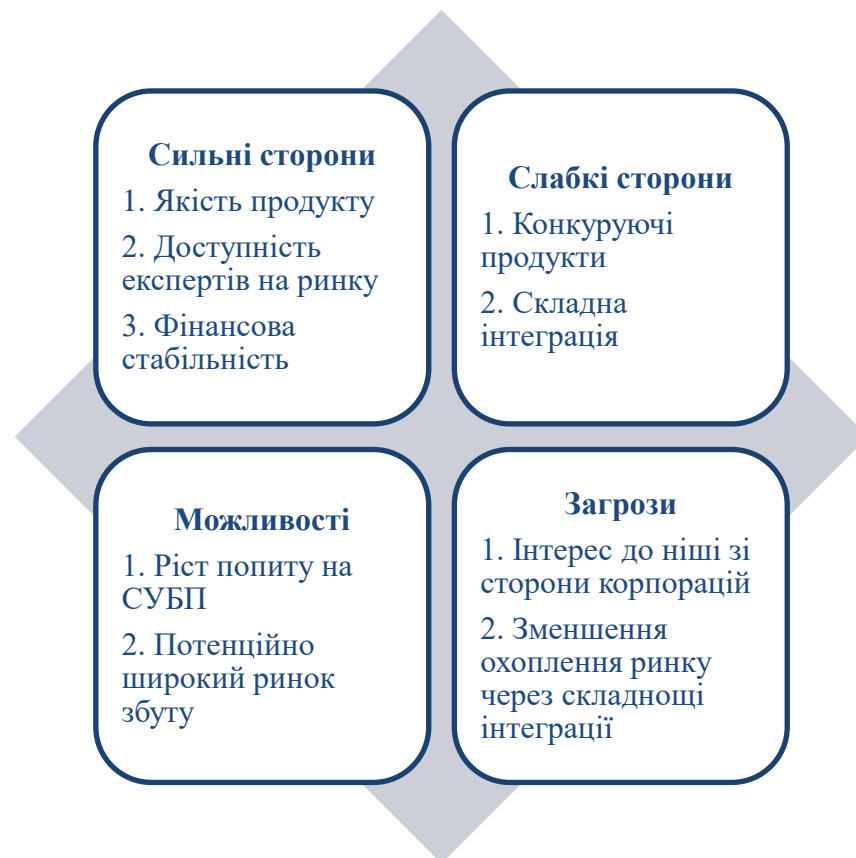 Сильні сторони
1. Якість продукту
2. Доступність
експертів на ринку
3. Фінансова
стабільність
Слабкі сторони
1. Конкуруючі
продукти
2. Складна
інтеграція
Можливості
1. Ріст попиту на
СУБП
2. Потенційно
широкий ринок
збуту
Загрози
1. Інтерес до ніші зі
сторони корпорацій
2. Зменшення
охоплення ринку
через складнощі
інтеграції